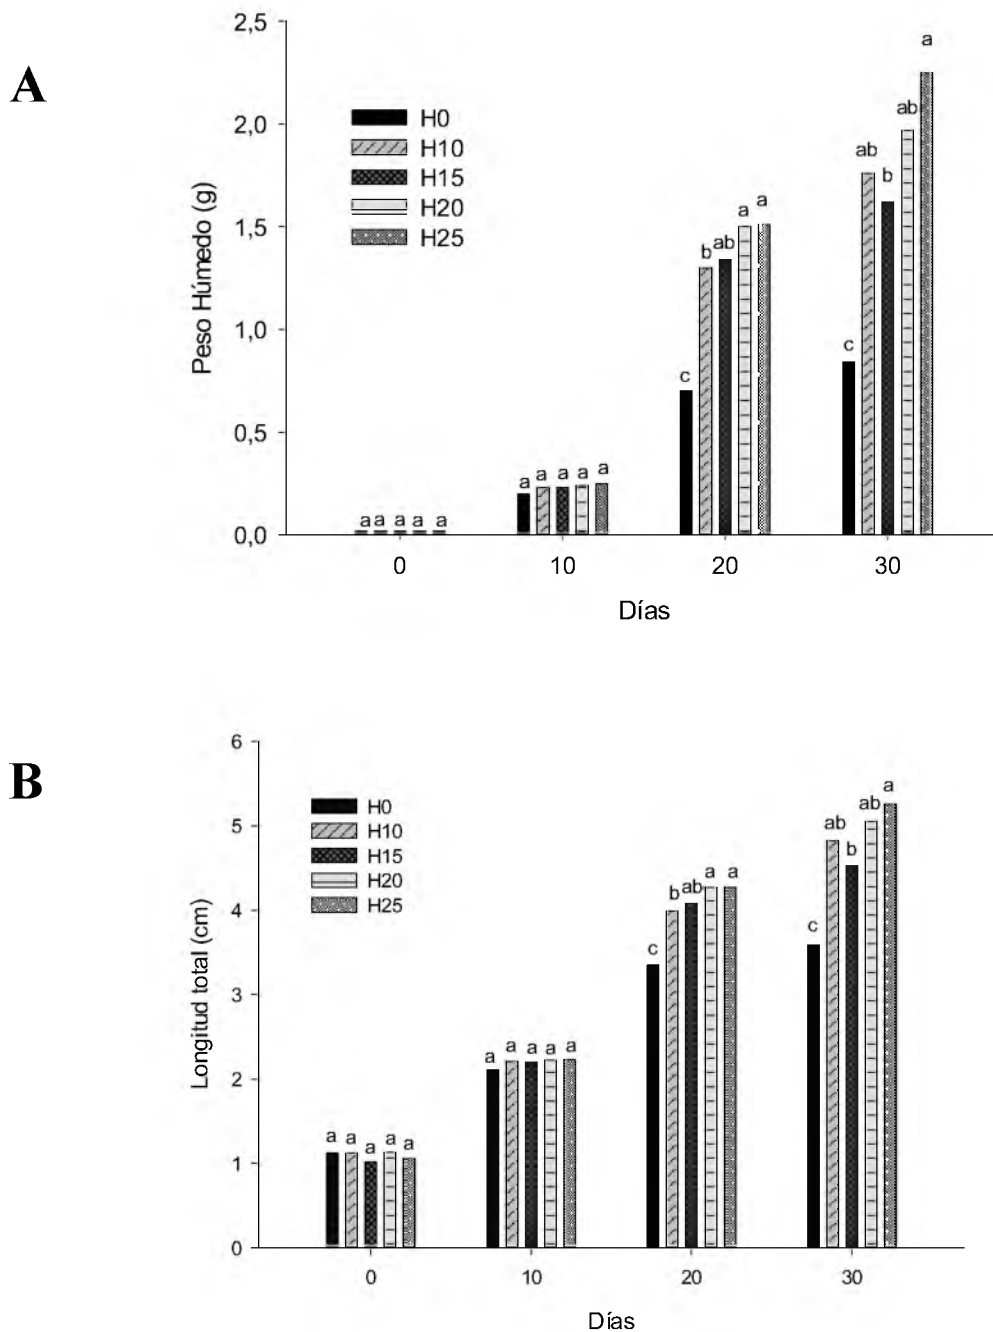 A
2,5
2,0
1,5
1,0
0,5
0,0
Peso Húmedo (g)
H0
H10
H15
H20
H25
a a a a a
a a a a a
c b ab a a
c ab b ab a
0 10 20 30
Días
B
6
5
4
3
2
1
0
Longitud total (cm)
H0
H10
H15
H20
H25
a a a a a
a a a a a
c b ab a a
c ab b ab a
0 10 20 30
Días